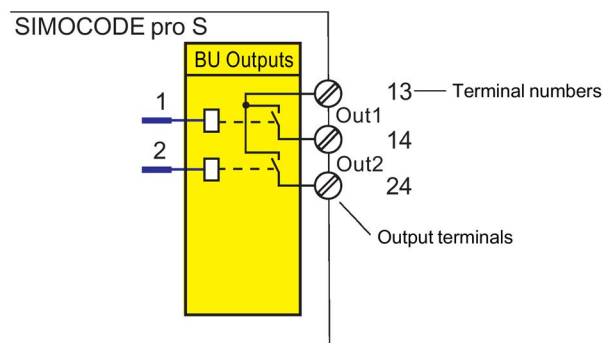 SIMOCODE pro S
BU Outputs
1
13
Terminal numbers
Out1
14
2
Out2
24
Output terminals